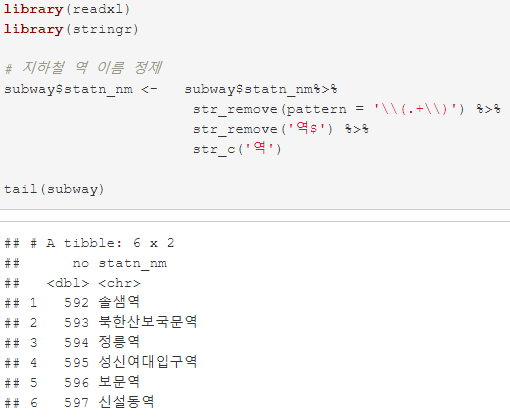 library(readxl)
library(stringr)
# 지하철 역 이름 정제
subway$statn_nm <-   subway$statn_nm%>%
                      str_remove(pattern = '\\(.+\\)') %>%
                      str_remove('역$') %>%
                      str_c('역')
tail(subway)
## # A tibble: 6 x 2
##      no statn_nm
##   <dbl> <chr>
## 1   592 솔샘역
## 2   593 북한산보국문역
## 3   594 정릉역
## 4   595 성신여대입구역
## 5   596 보문역
## 6   597 신설동역